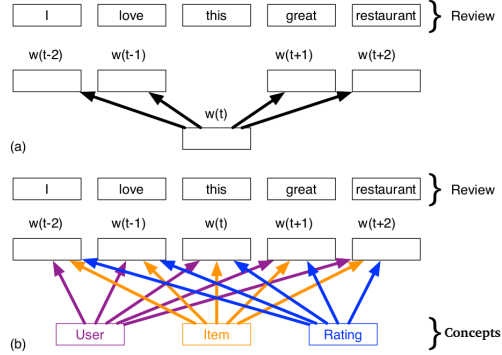 I love this great restaurant Review
w(t-2) w(t-1) w(t+1) w(t+2)
w(t)
(a)
I love this great restaurant Review
w(t-2) w(t-1) w(t) w(t+1) w(t+2)
(b) User Item Rating Concepts